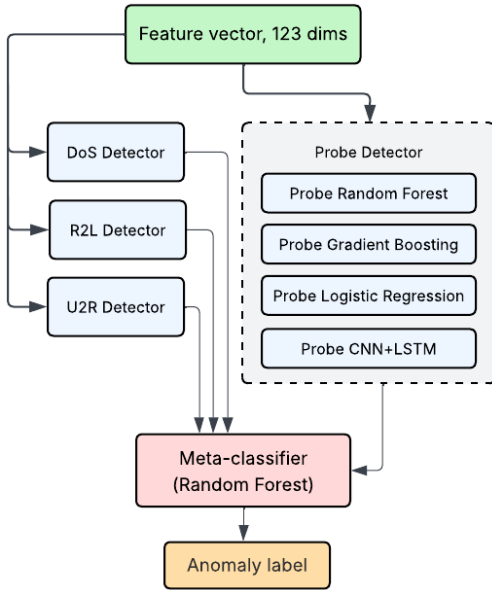 Feature vector, 123 dims
DoS Detector
R2L Detector
U2R Detector
Probe Detector
Probe Random Forest
Probe Gradient Boosting
Probe Logistic Regression
Probe CNN+LSTM
Meta-classifier
(Random Forest)
Anomaly label